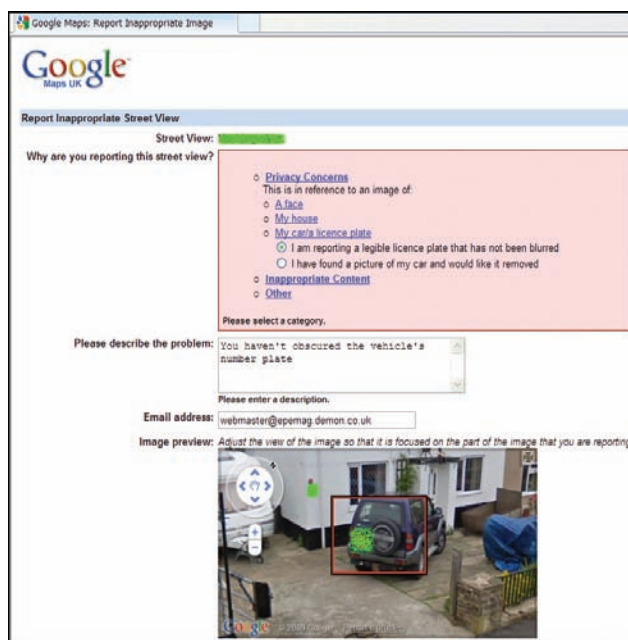 Google Maps: Report Inappropriate Image
Google
Maps UK
Report Inappropriate Street View
Street View:
Why are you reporting this street view?
Privacy Concerns
This is in reference to an image of:
A face
My house
My car/a licence plate
I am reporting a legible licence plate that has not been blurred
I have found a picture of my car and would like it removed
Inappropriate Content
Other
Please select a category.
Please describe the problem:
You haven't obscured the vehicle's
number plate
Please enter a description.
Email address: webmaster@epemag.demon.co.uk
Image preview: Adjust the view of the image so that it is focused on the part of the image that you are reporting
N
Google © 2009 Google